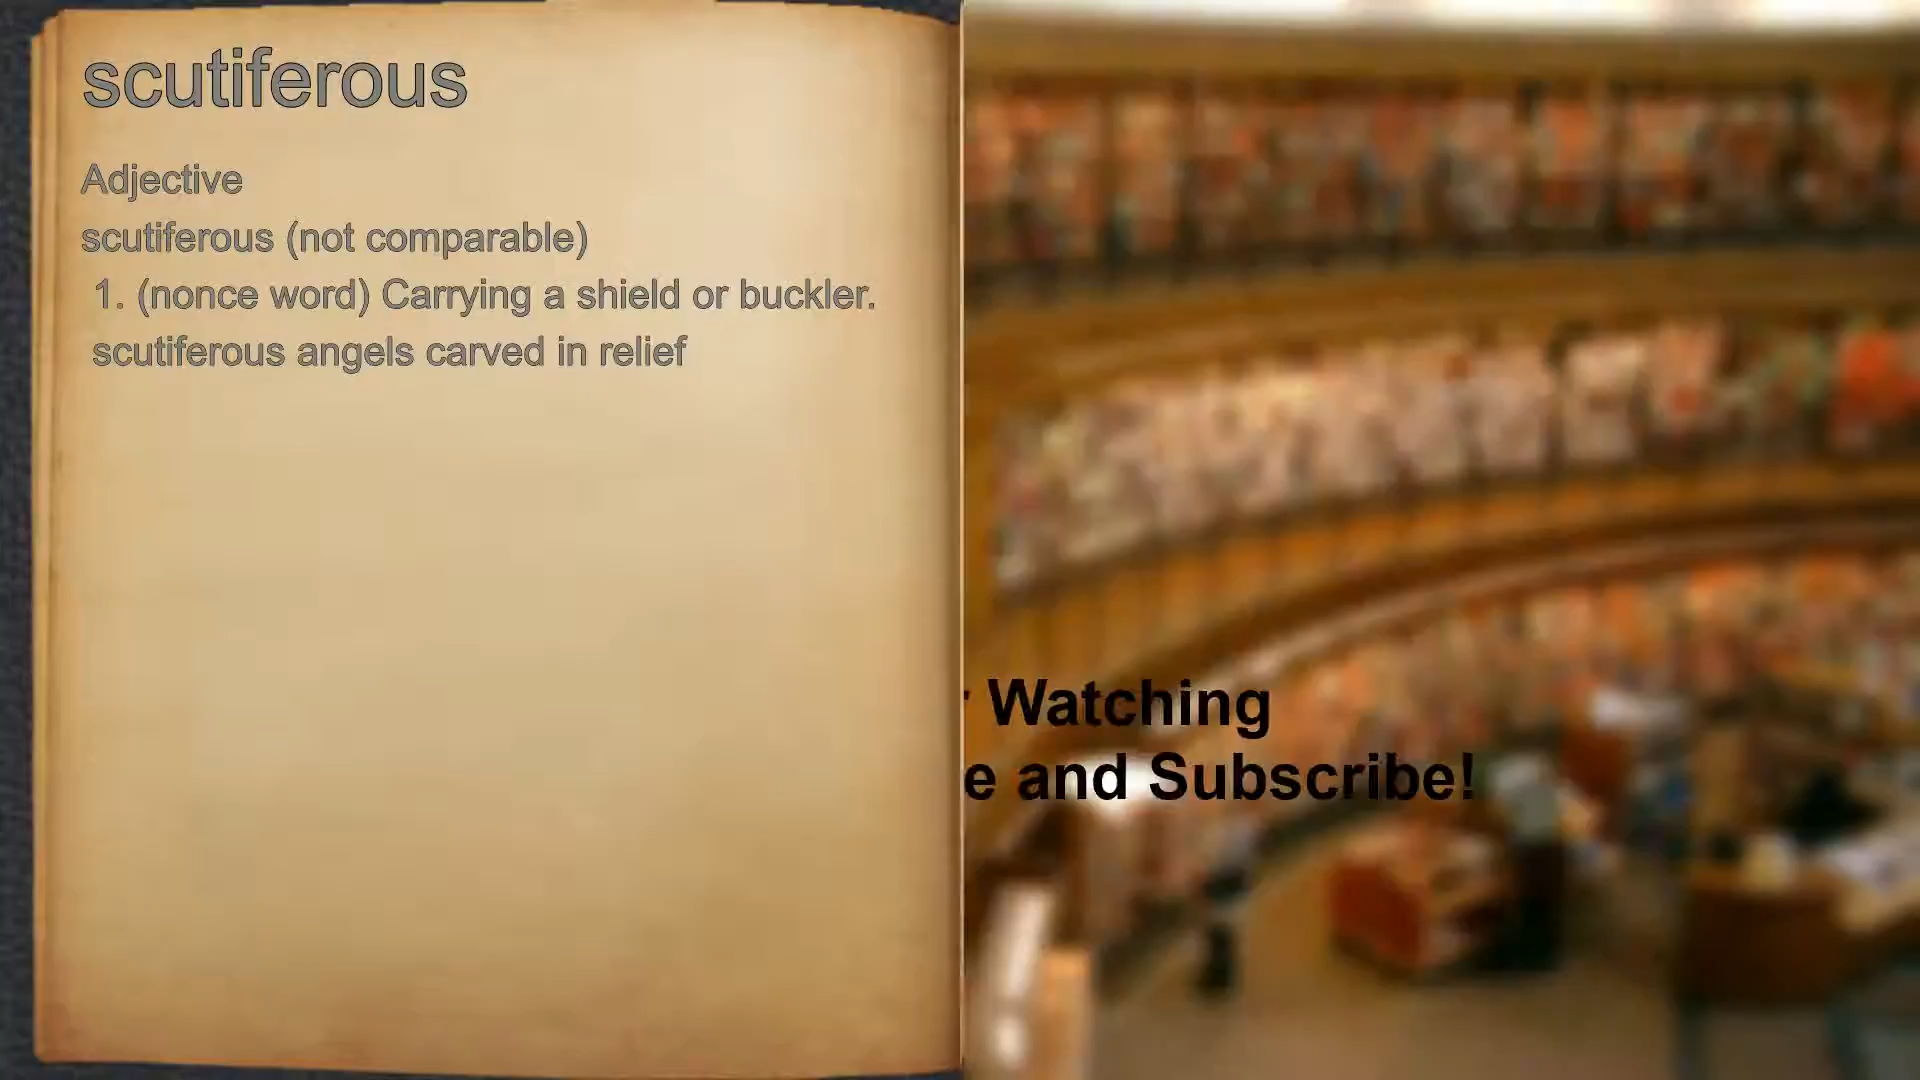 scutiferous
Adjective
scutiferous (not comparable)
1. (nonce word) Carrying a shield or buckler.
scutiferous angels carved in relief
Watching
e and Subscribe!